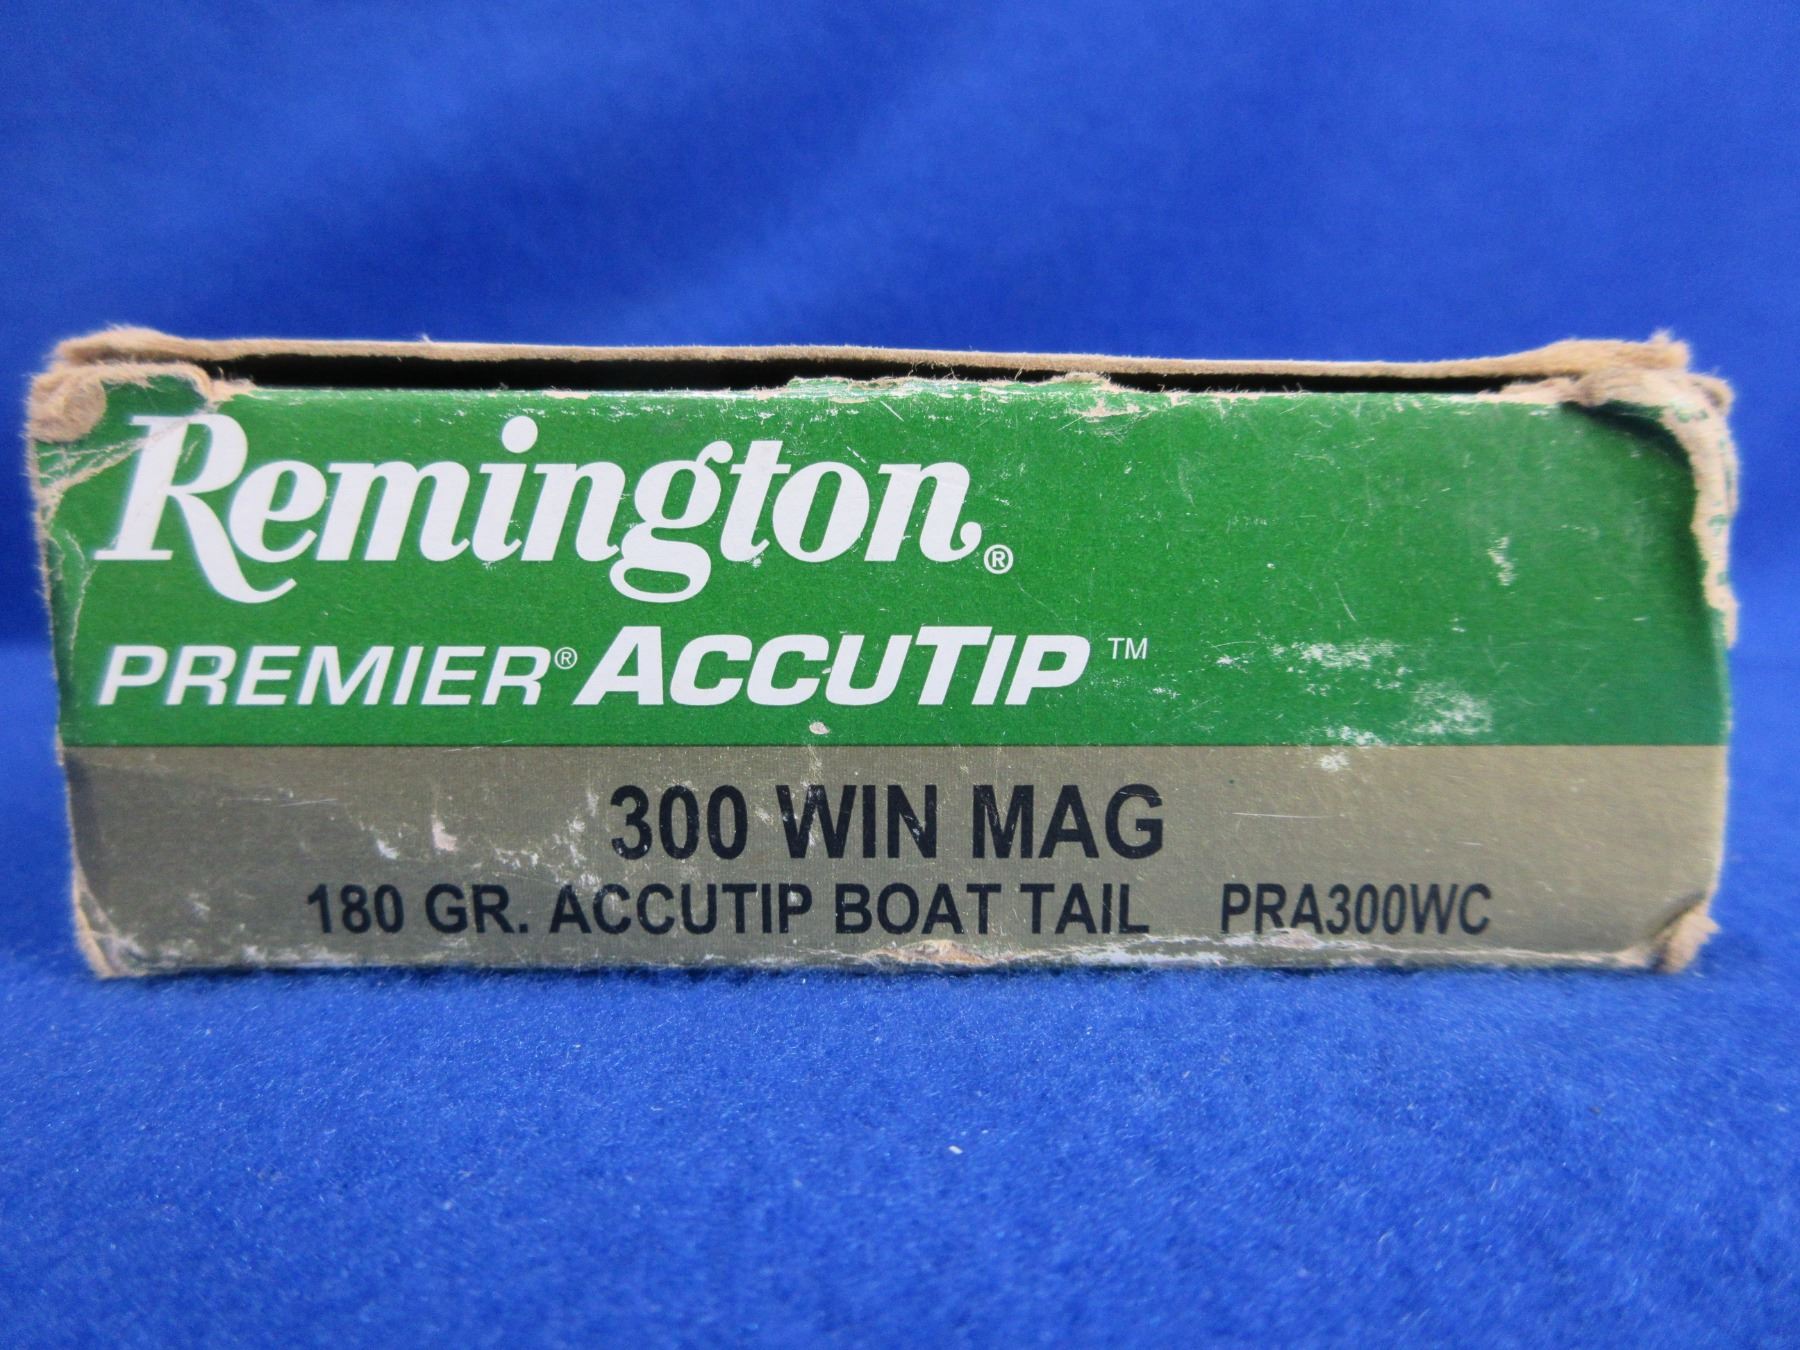 Remington®
PREMIER® ACCUTIP™
300 WIN MAG
180 GR. ACCUTIP BOAT TAIL PRA300WC